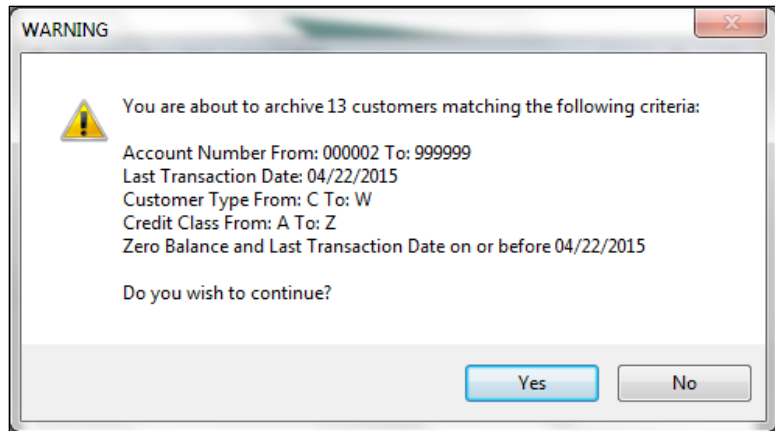 WARNING
You are about to archive 13 customers matching the following criteria:
Account Number From: 000002 To: 999999
Last Transaction Date: 04/22/2015
Customer Type From: C To: W
Credit Class From: A To: Z
Zero Balance and Last Transaction Date on or before 04/22/2015
Do you wish to continue?
Yes No